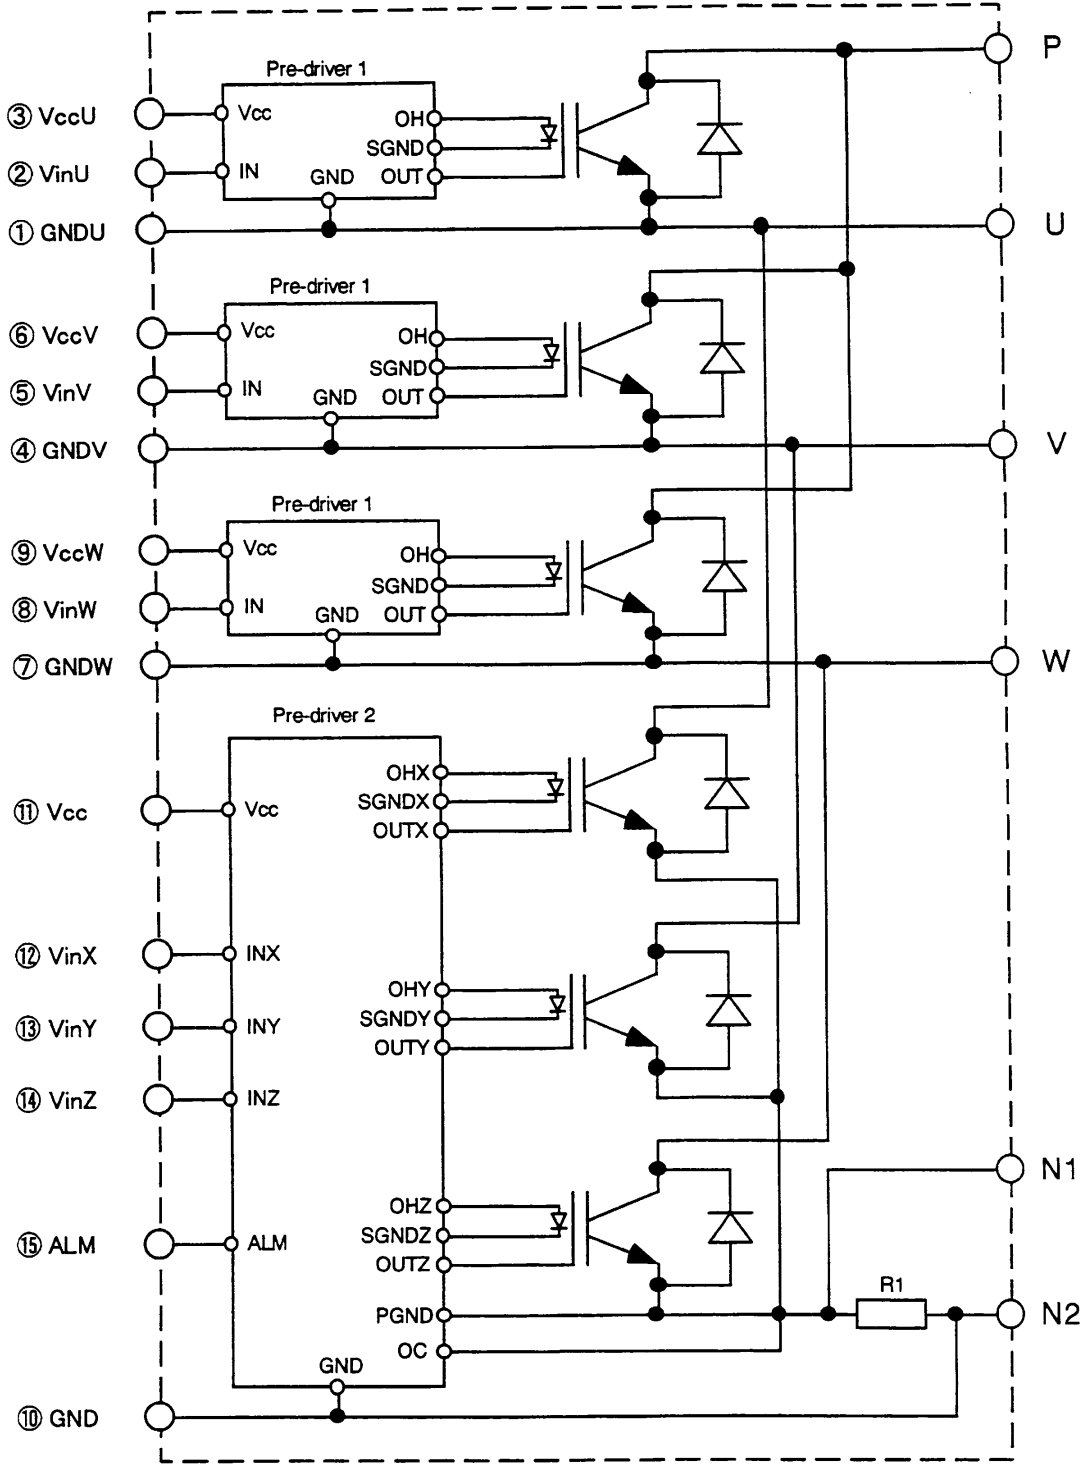 P
Pre-driver 1
③ VccU
Vcc
OH
SGND
② VinU
IN
GND
OUT
① GNDU
U
Pre-driver 1
⑥ VccV
Vcc
OH
SGND
⑤ VinV
IN
GND
OUT
④ GNDV
V
Pre-driver 1
⑨ VccW
Vcc
OH
SGND
⑧ VinW
IN
GND
OUT
⑦ GNDW
W
Pre-driver 2
OHX
⑪ Vcc
Vcc
SGNDX
OUTX
⑫ VinX
INX
OHY
⑬ VinY
INY
SGNDY
OUTY
⑭ VinZ
INZ
N1
OHZ
⑮ ALM
ALM
SGNDZ
OUTZ
R1
PGND
N2
OC
GND
⑩ GND